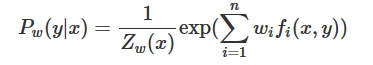 P_w(y|x) = \frac{1}{Z_w(x)} exp(\sum_{i=1}^{n} w_i f_i(x, y))